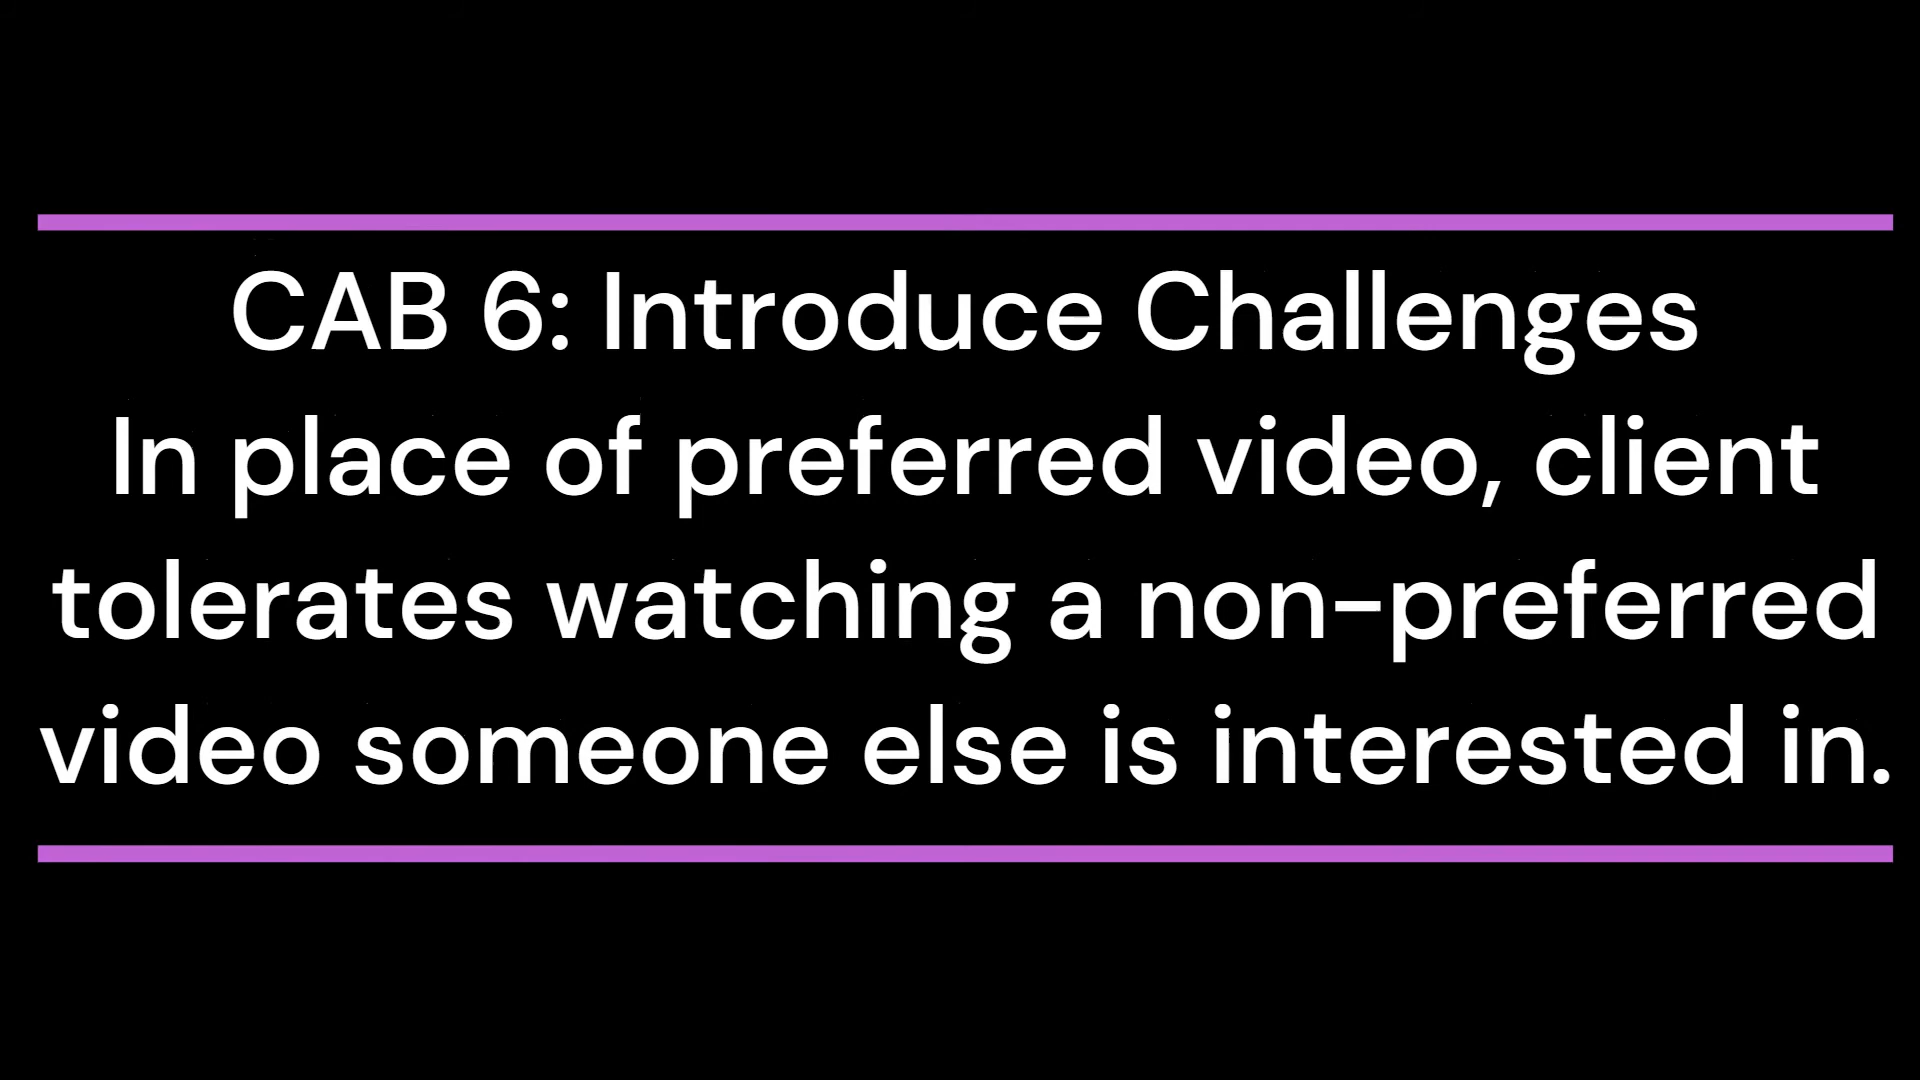 CAB 6: Introduce Challenges
In place of preferred video, client
tolerates watching a non-preferred
video someone else is interested in.